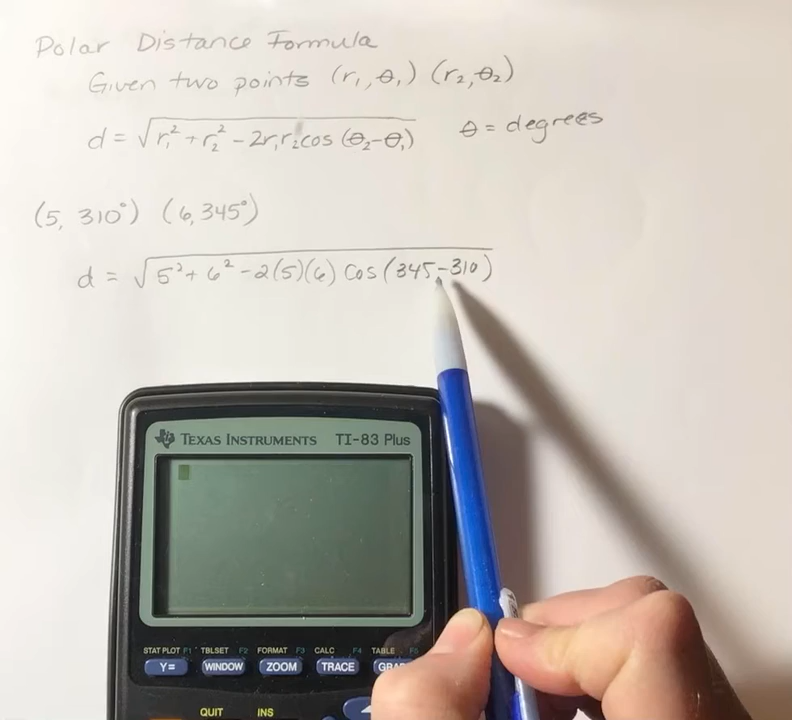 Polar Distance Formula
Given two points (r₁, θ₁) (r₂, θ₂)
d = √r₁² + r₂² - 2r₁r₂cos (θ₂-θ₁) θ = degrees
(5, 310°) (6, 345°)
d = √5² + 6² - 2(5)(6) cos (345-310)
TEXAS INSTRUMENTS TI-83 Plus
STAT PLOT F1 TBLSET F2 FORMAT F3 CALC F4 TABLE F5
Y= WINDOW ZOOM TRACE
QUIT INS